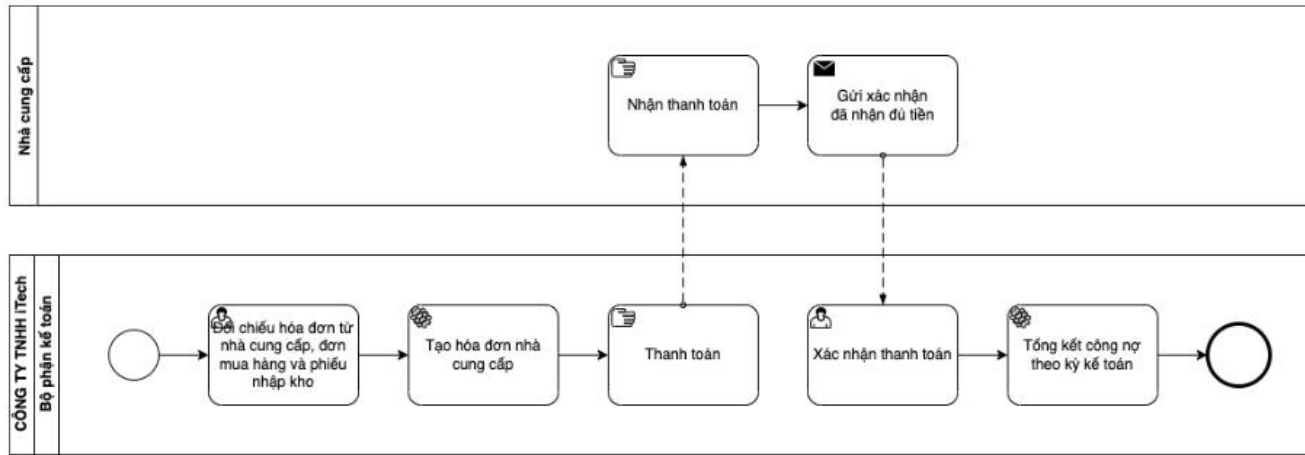 Nhà cung cấp
Nhận thanh toán
Gửi xác nhận
đã nhận đủ tiền
CÔNG TY TNHH iTech
Bộ phận kế toán
Đối chiếu hóa đơn từ
nhà cung cấp, đơn
mua hàng và phiếu
nhập kho
Tạo hóa đơn nhà
cung cấp
Thanh toán
Xác nhận thanh toán
Tổng kết công nợ
theo kỳ kế toán